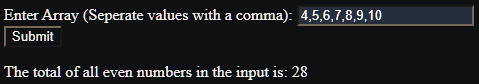 Enter Array (Seperate values with a comma): 4,5,6,7,8,9,10
Submit
The total of all even numbers in the input is: 28